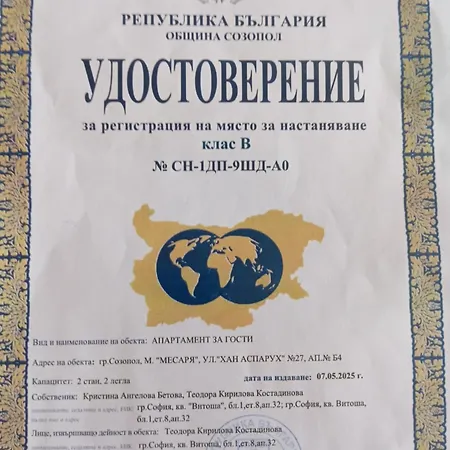 РЕПУБЛИКА БЪЛГАРИЯ
ОБЩИНА СОЗОПОЛ
УДОСТОВЕРЕНИЕ
за регистрация на място за настаняване
клас В
№ СН-1ДП-9ШД-А0
Вид и наименование на обекта: АПАРТАМЕНТ ЗА ГОСТИ
Адрес на обекта: гр.Созопол, М. "МЕСАРЯ", УЛ."ХАН АСПАРУХ" №27, АП.№ Б4
Капацитет: 2 стаи, 2 легла дата на издаване: 07.05.2025 г.
Собственик: Кристина Ангелова Бетова, Теодора Кирилова Костадинова
гр.София, кв. "Витоша", бл.1,ет.8,ап.32; гр.София, кв. Витоша,
бл.1,ет.8,ап.32
Лице, извършващо дейност в обекта: Теодора Кирилова Костадинова
гр.София, кв. Витоша, бл.1,ет.8,ап.32